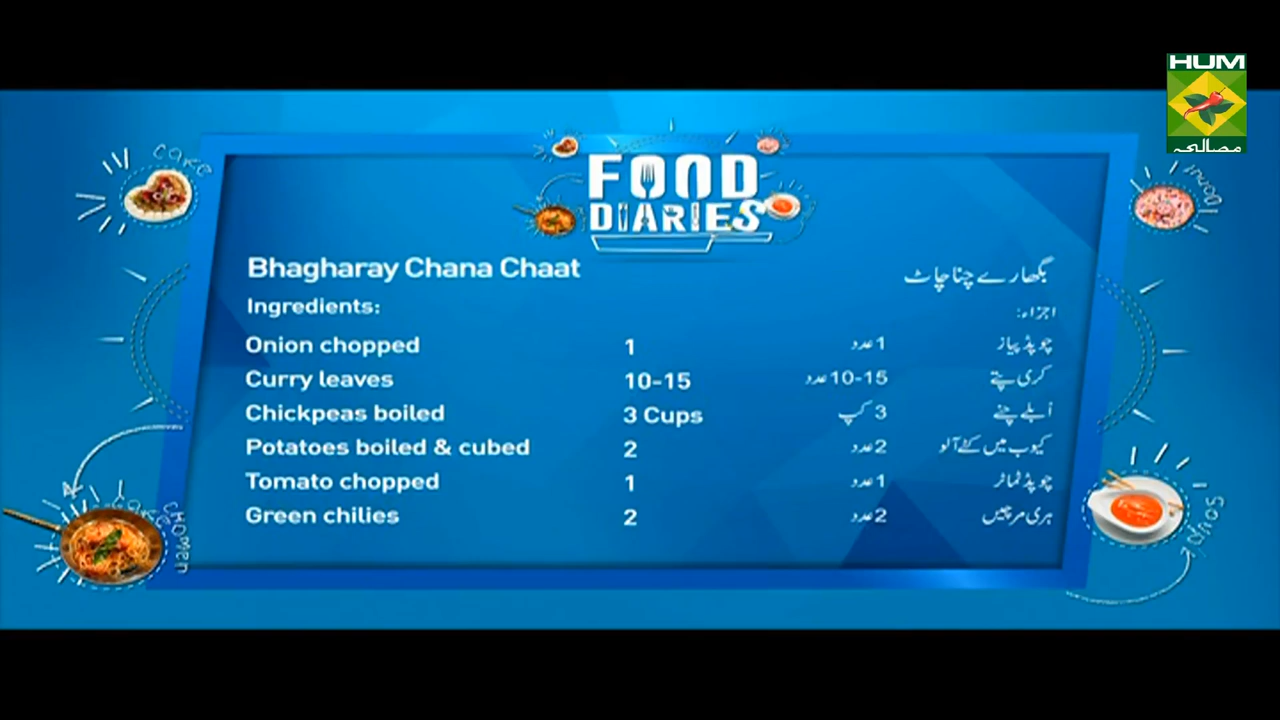 HUM
مصالحہ
CAKE
Donut
FOOD
DIARIES
Bhagharay Chana Chaat بگھارے چنا چاٹ
Ingredients: اجزاء:
Onion chopped 1 1 عدد چوپڈ پیاز
Curry leaves 10-15 10-15 عدد کری پتے
Chickpeas boiled 3 Cups 3 کپ اُبلے چنے
Potatoes boiled & cubed 2 2 عدد کیوب میں کٹے آلو
Tomato chopped 1 1 عدد چوپڈ ٹماٹر
Green chilies 2 2 عدد ہری مرچیں
SOUP